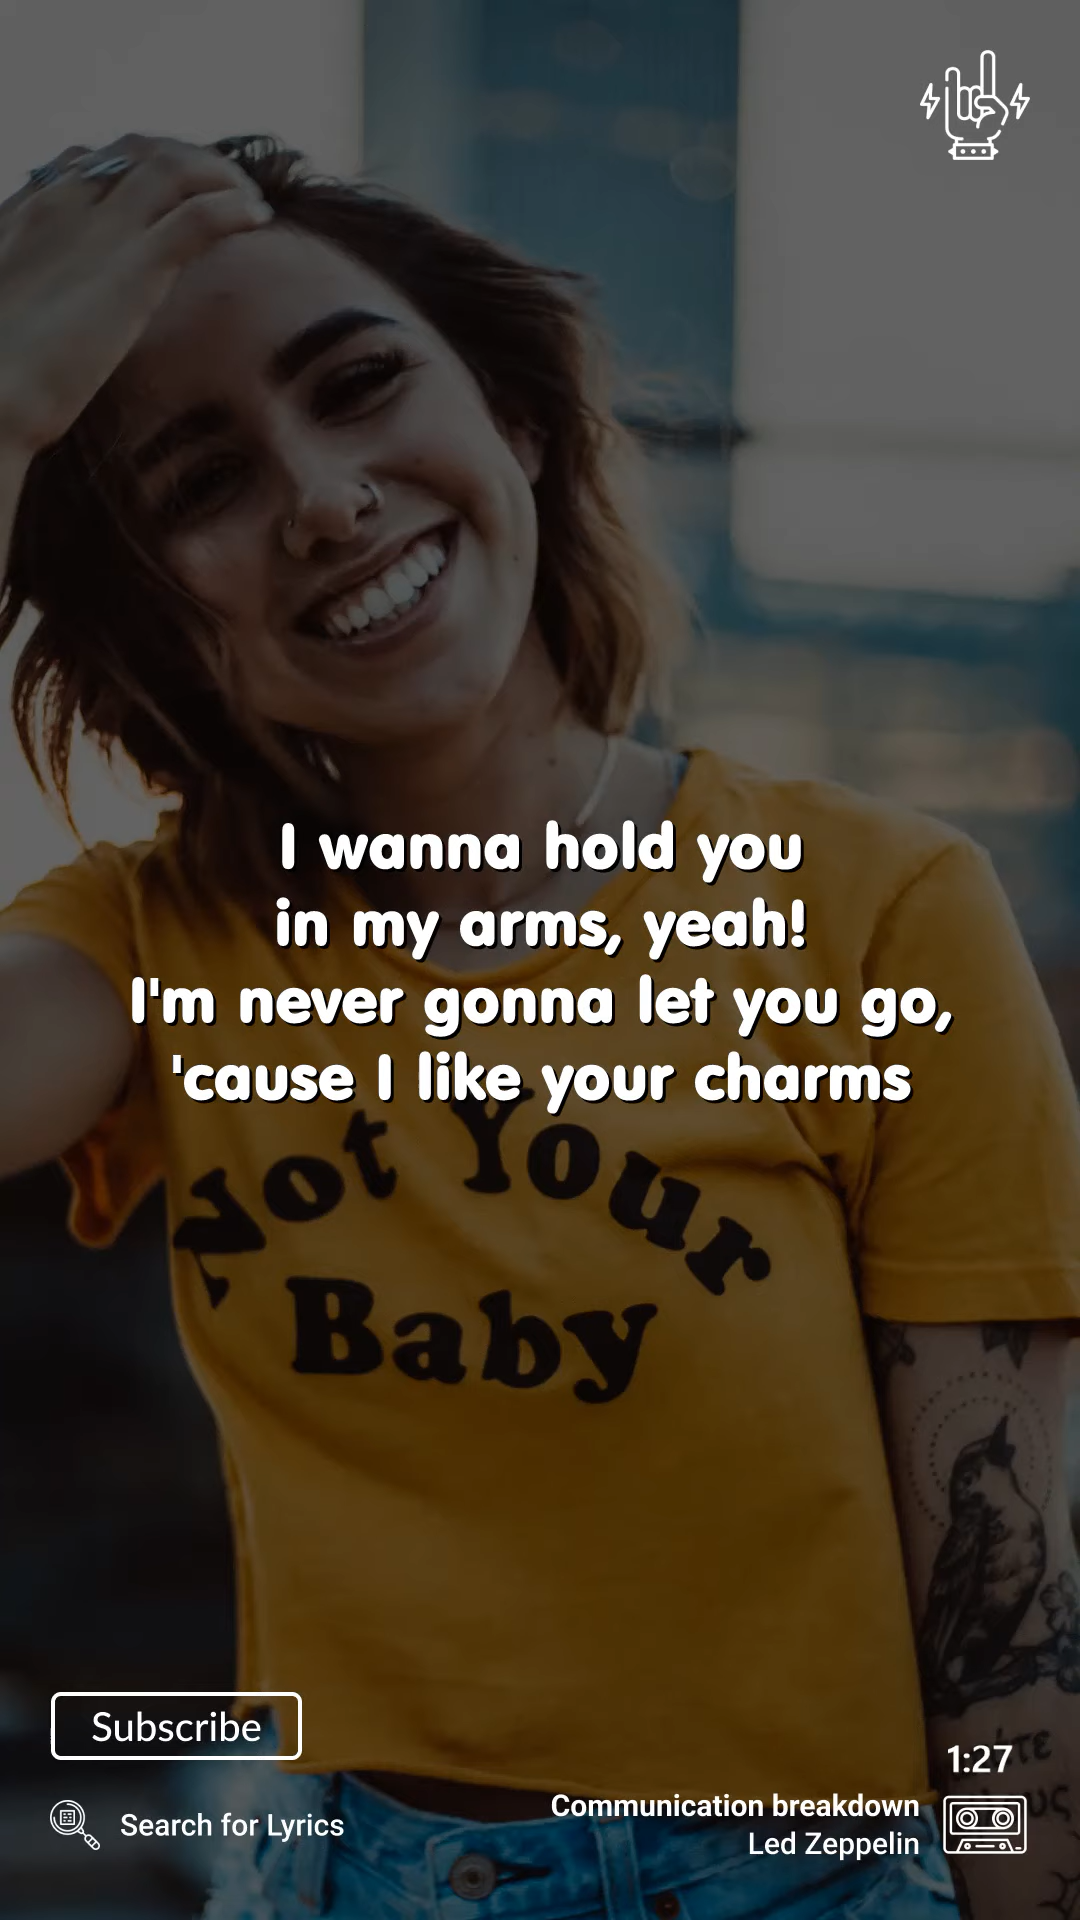 I wanna hold you
in my arms, yeah!
I'm never gonna let you go,
'cause I like your charms
Not Your
Baby
Subscribe
1:27
Search for Lyrics
Communication breakdown
Led Zeppelin